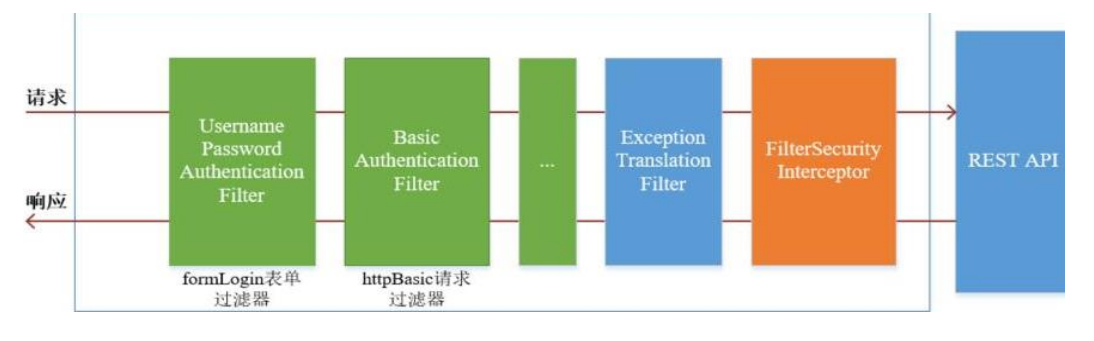 请求
响应
Username
Password
Authentication
Filter
formLogin表单
过滤器
Basic
Authentication
Filter
httpBasic请求
过滤器
...
Exception
Translation
Filter
FilterSecurity
Interceptor
REST API